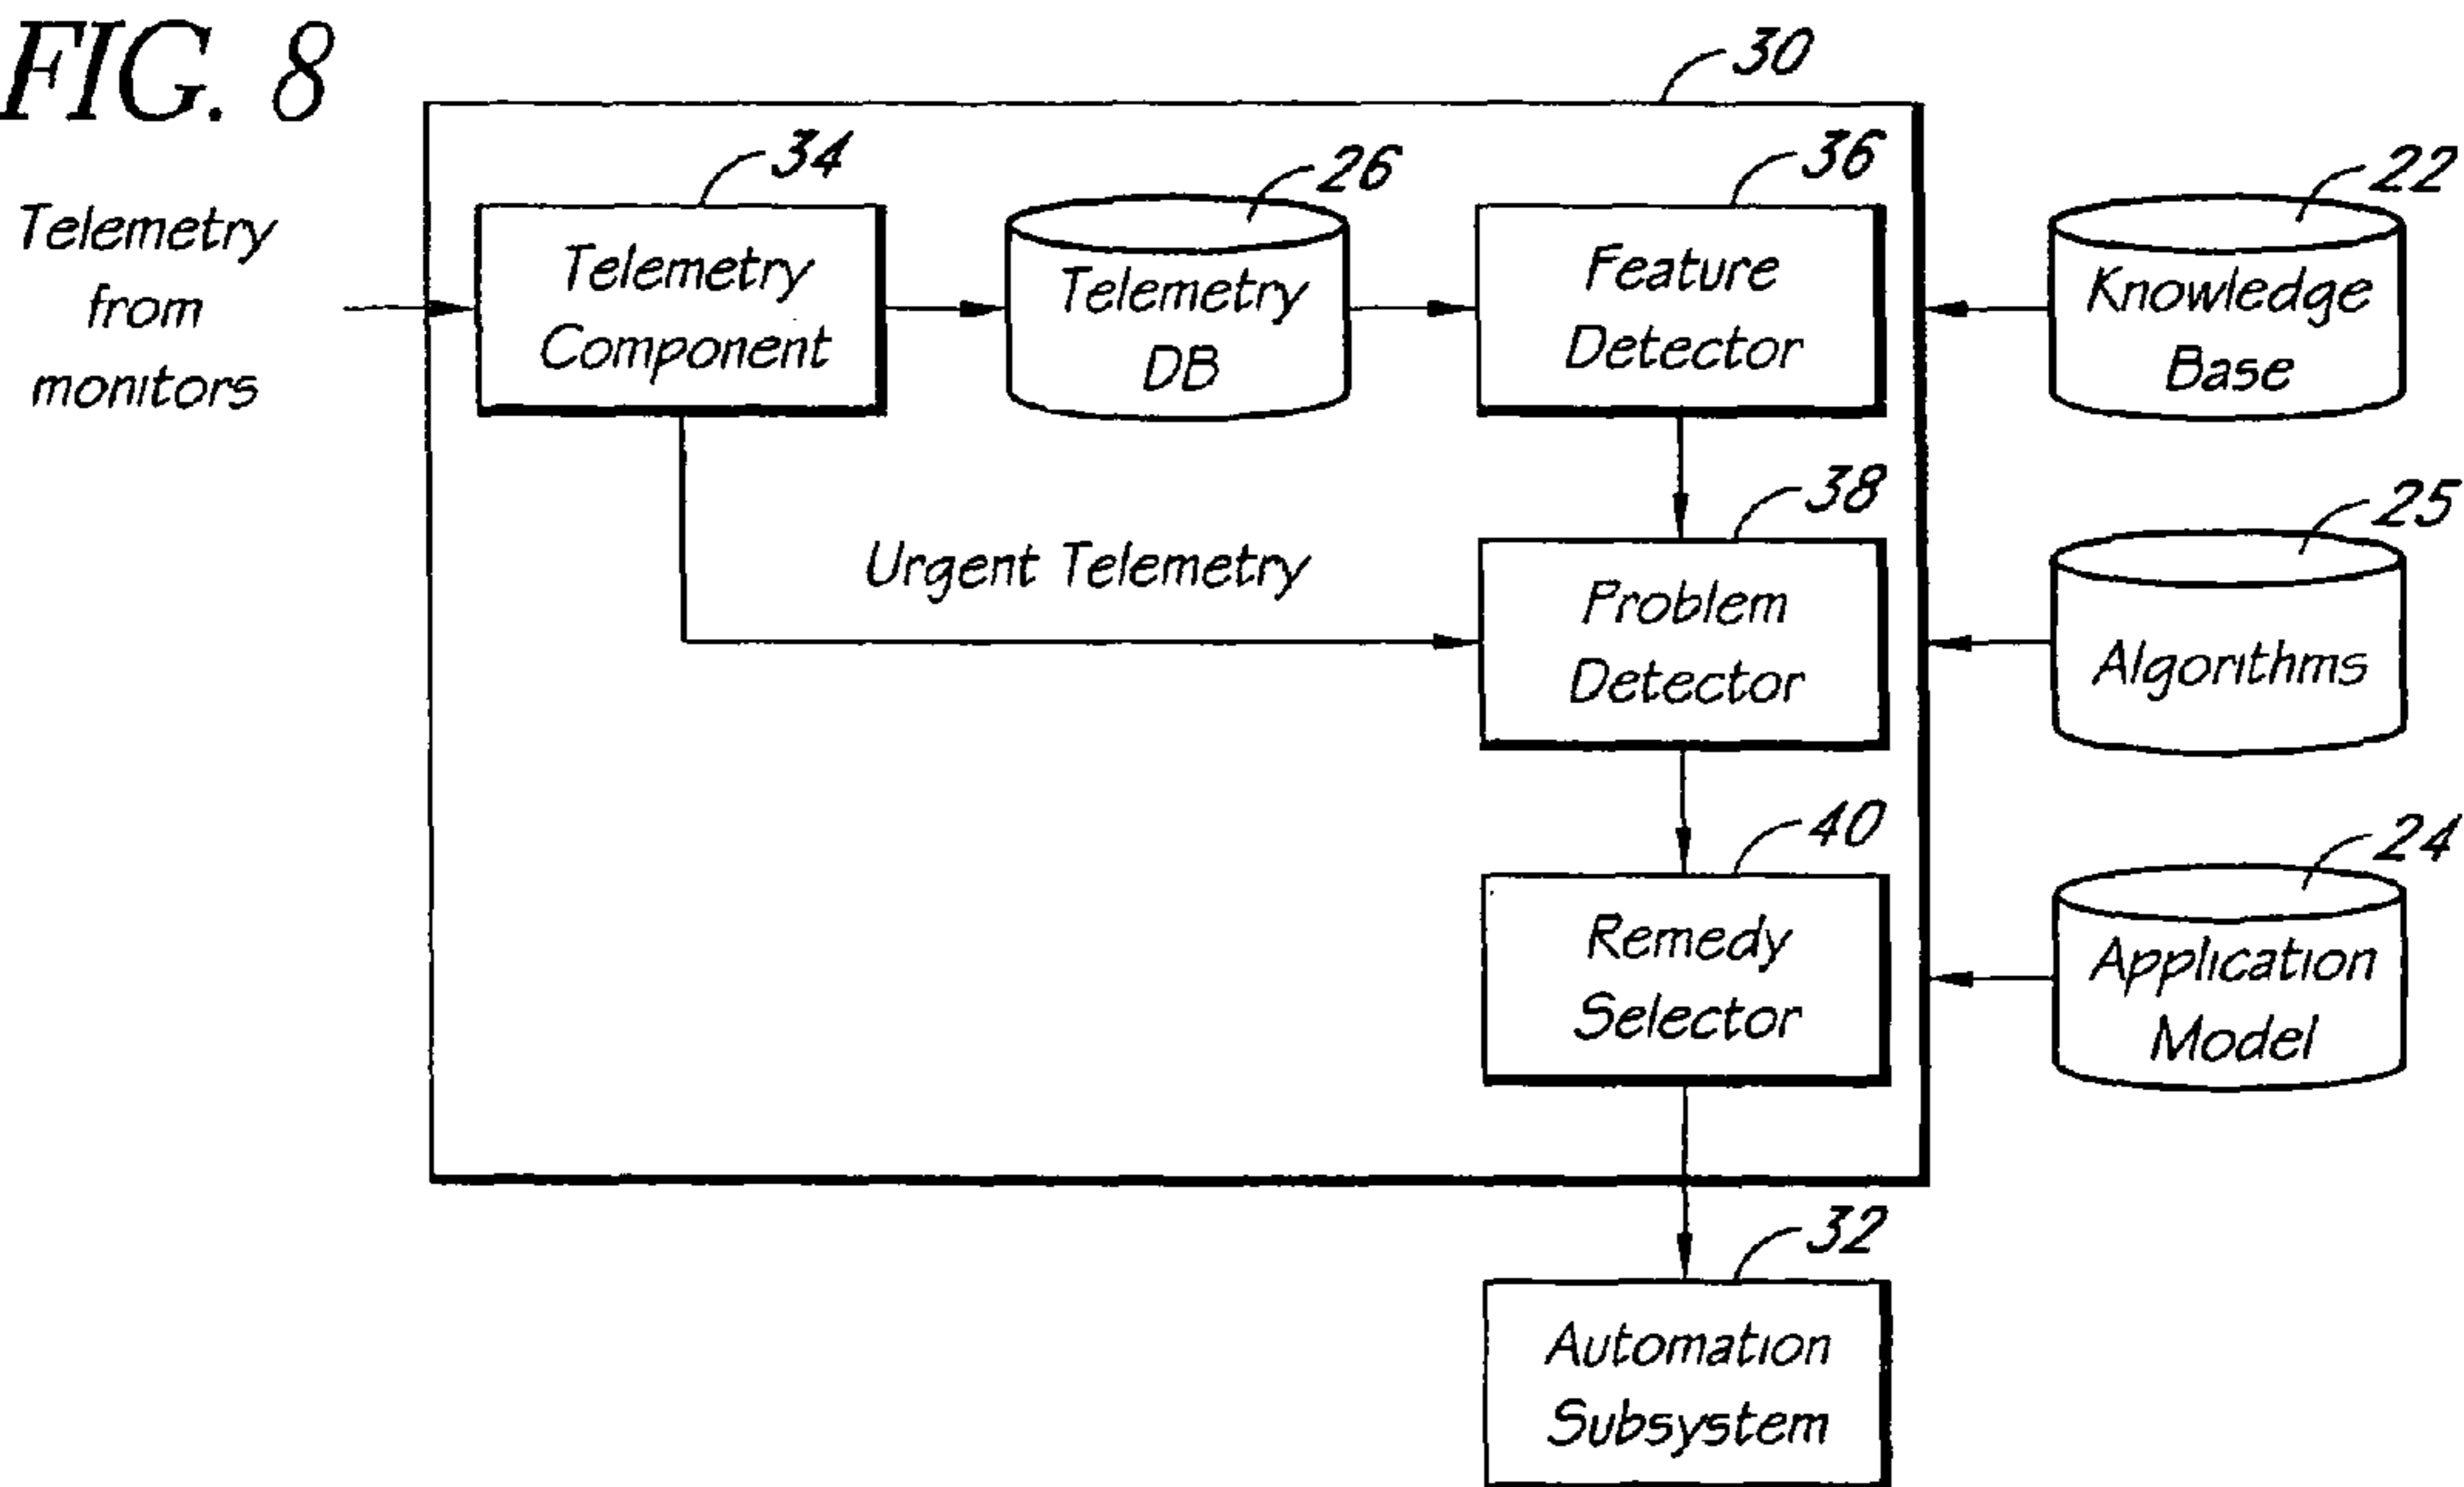 FIG. 8
30
34
26
36
22
Telemetry
from
monitors
Telemetry
Component
Telemetry
DB
Feature
Detector
Knowledge
Base
38
25
Urgent Telemetry
Problem
Detector
Algorithms
40
24
Remedy
Selector
Application
Model
32
Automation
Subsystem